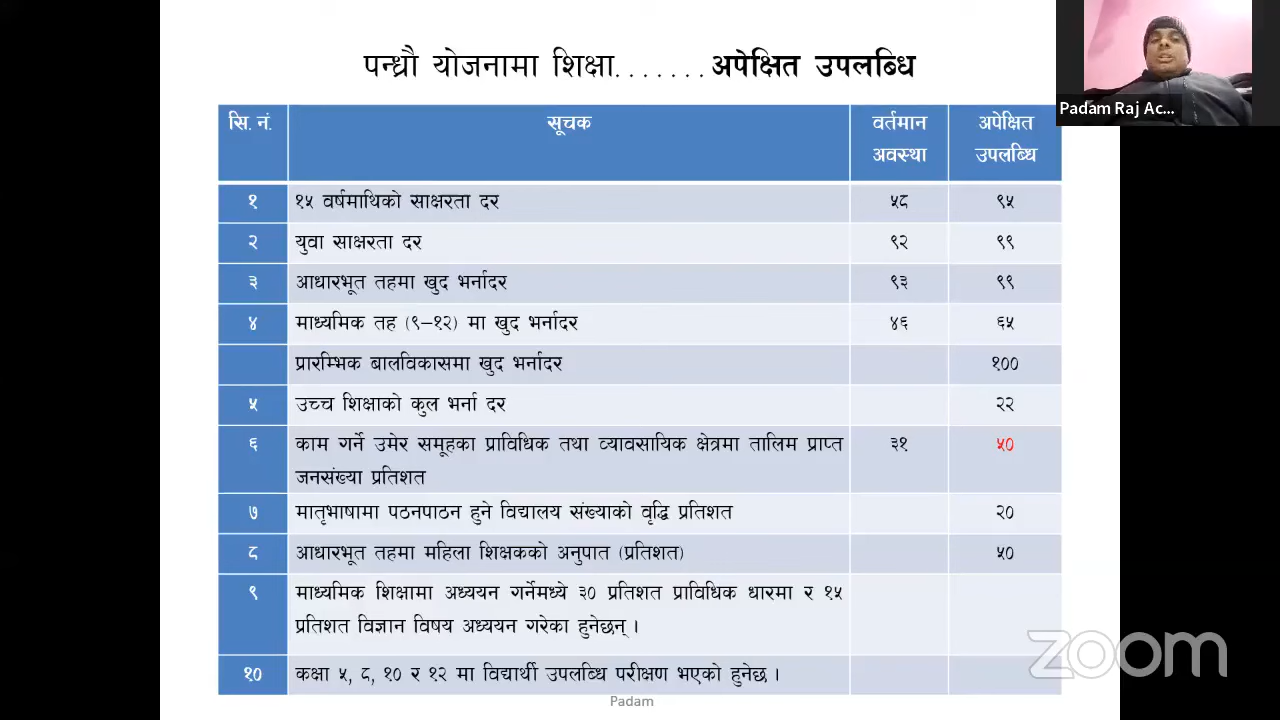 पन्ध्रौ योजनामा शिक्षा.......अपेक्षित उपलब्धि
Padam Raj Ac...
सि.नं. सूचक वर्तमान अवस्था अपेक्षित उपलब्धि
१ १५ वर्षमाथिको साक्षरता दर ५८ ९५
२ युवा साक्षरता दर ९२ ९९
३ आधारभूत तहमा खुद भर्नादर ९३ ९९
४ माध्यमिक तह (९–१२) मा खुद भर्नादर ४६ ६५
प्रारम्भिक बालविकासमा खुद भर्नादर १००
५ उच्च शिक्षाको कुल भर्ना दर २२
६ काम गर्ने उमेर समूहका प्राविधिक तथा व्यावसायिक क्षेत्रमा तालिम प्राप्त ३१ ५०
जनसंख्या प्रतिशत
७ मातृभाषामा पठनपाठन हुने विद्यालय संख्याको वृद्धि प्रतिशत २०
८ आधारभूत तहमा महिला शिक्षकको अनुपात (प्रतिशत) ५०
९ माध्यमिक शिक्षामा अध्ययन गर्नेमध्ये ३० प्रतिशत प्राविधिक धारमा र १५
प्रतिशत विज्ञान विषय अध्ययन गरेका हुनेछन् ।
१० कक्षा ५, ८, १० र १२ मा विद्यार्थी उपलब्धि परीक्षण भएको हुनेछ ।
zoom
Padam